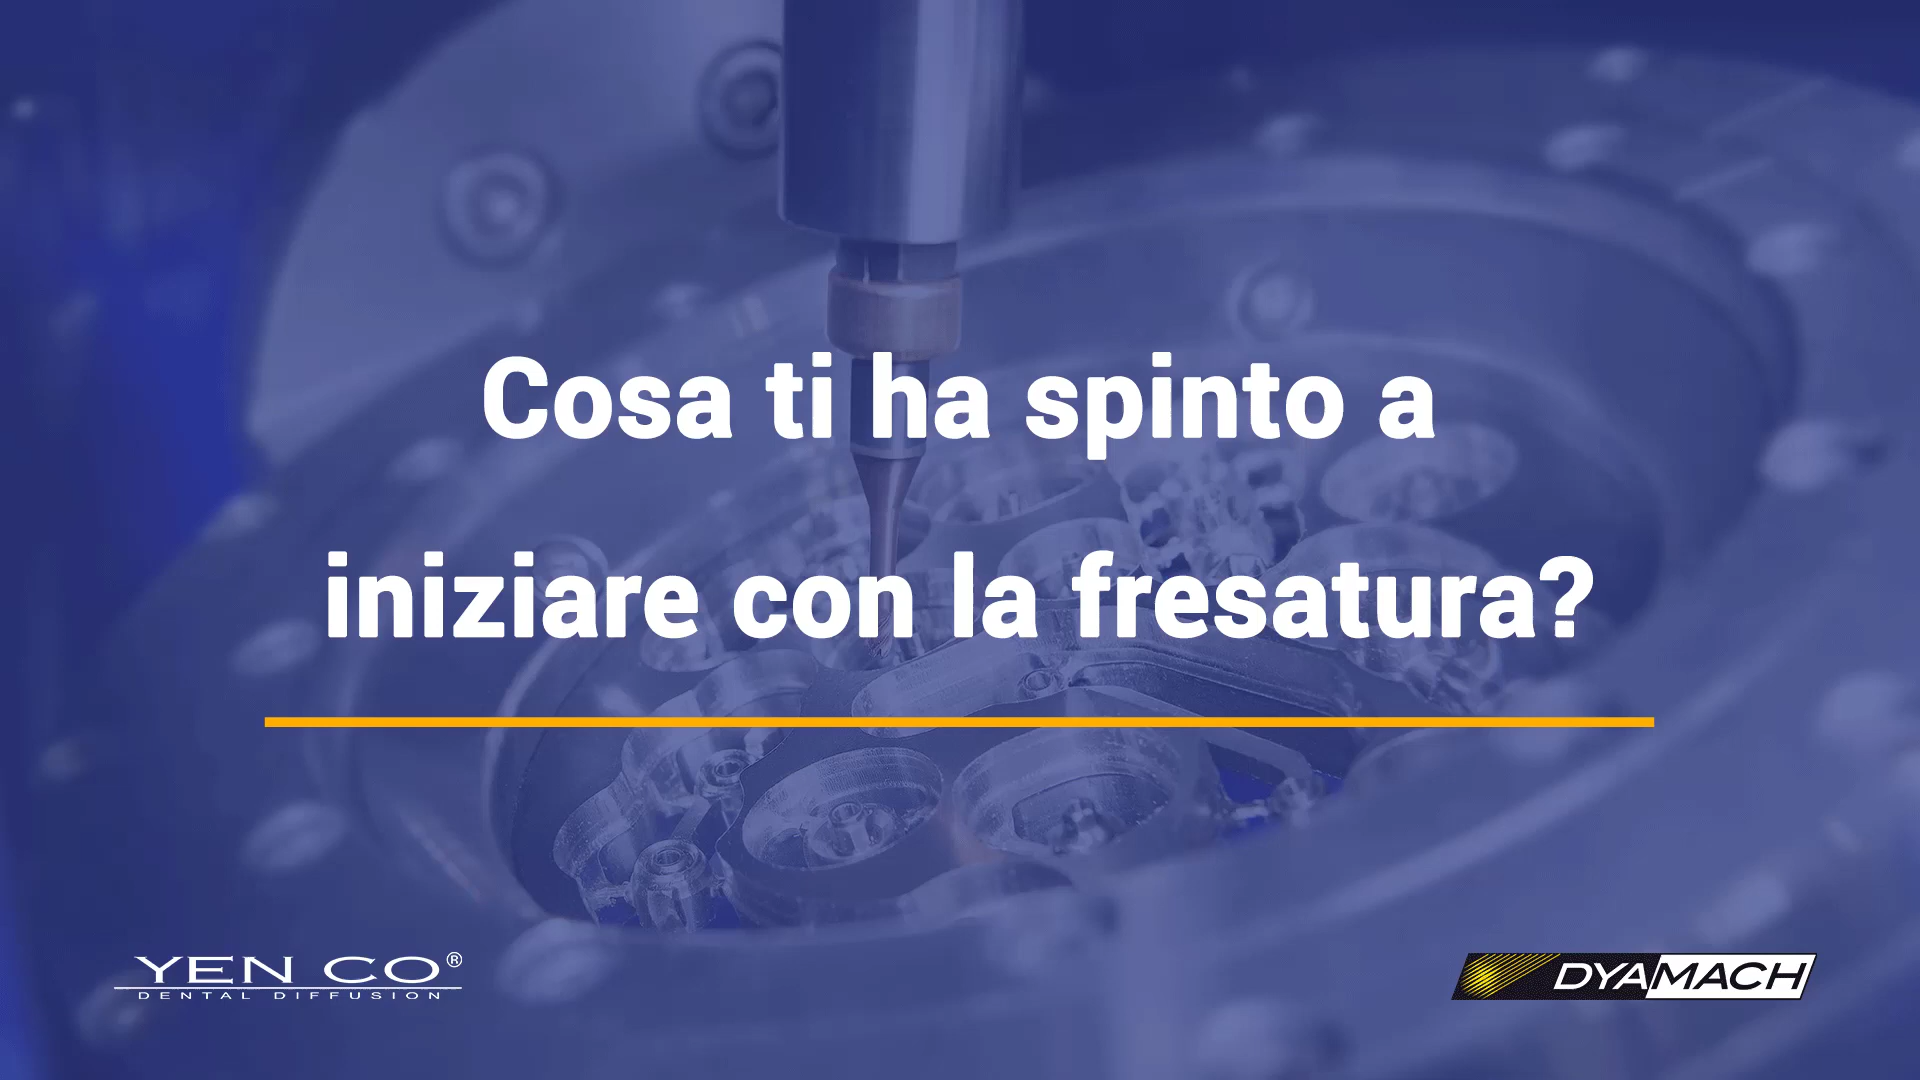 Cosa ti ha spinto a
iniziare con la fresatura?
YEN CO®
DENTAL DIFFUSION
DYAMACH